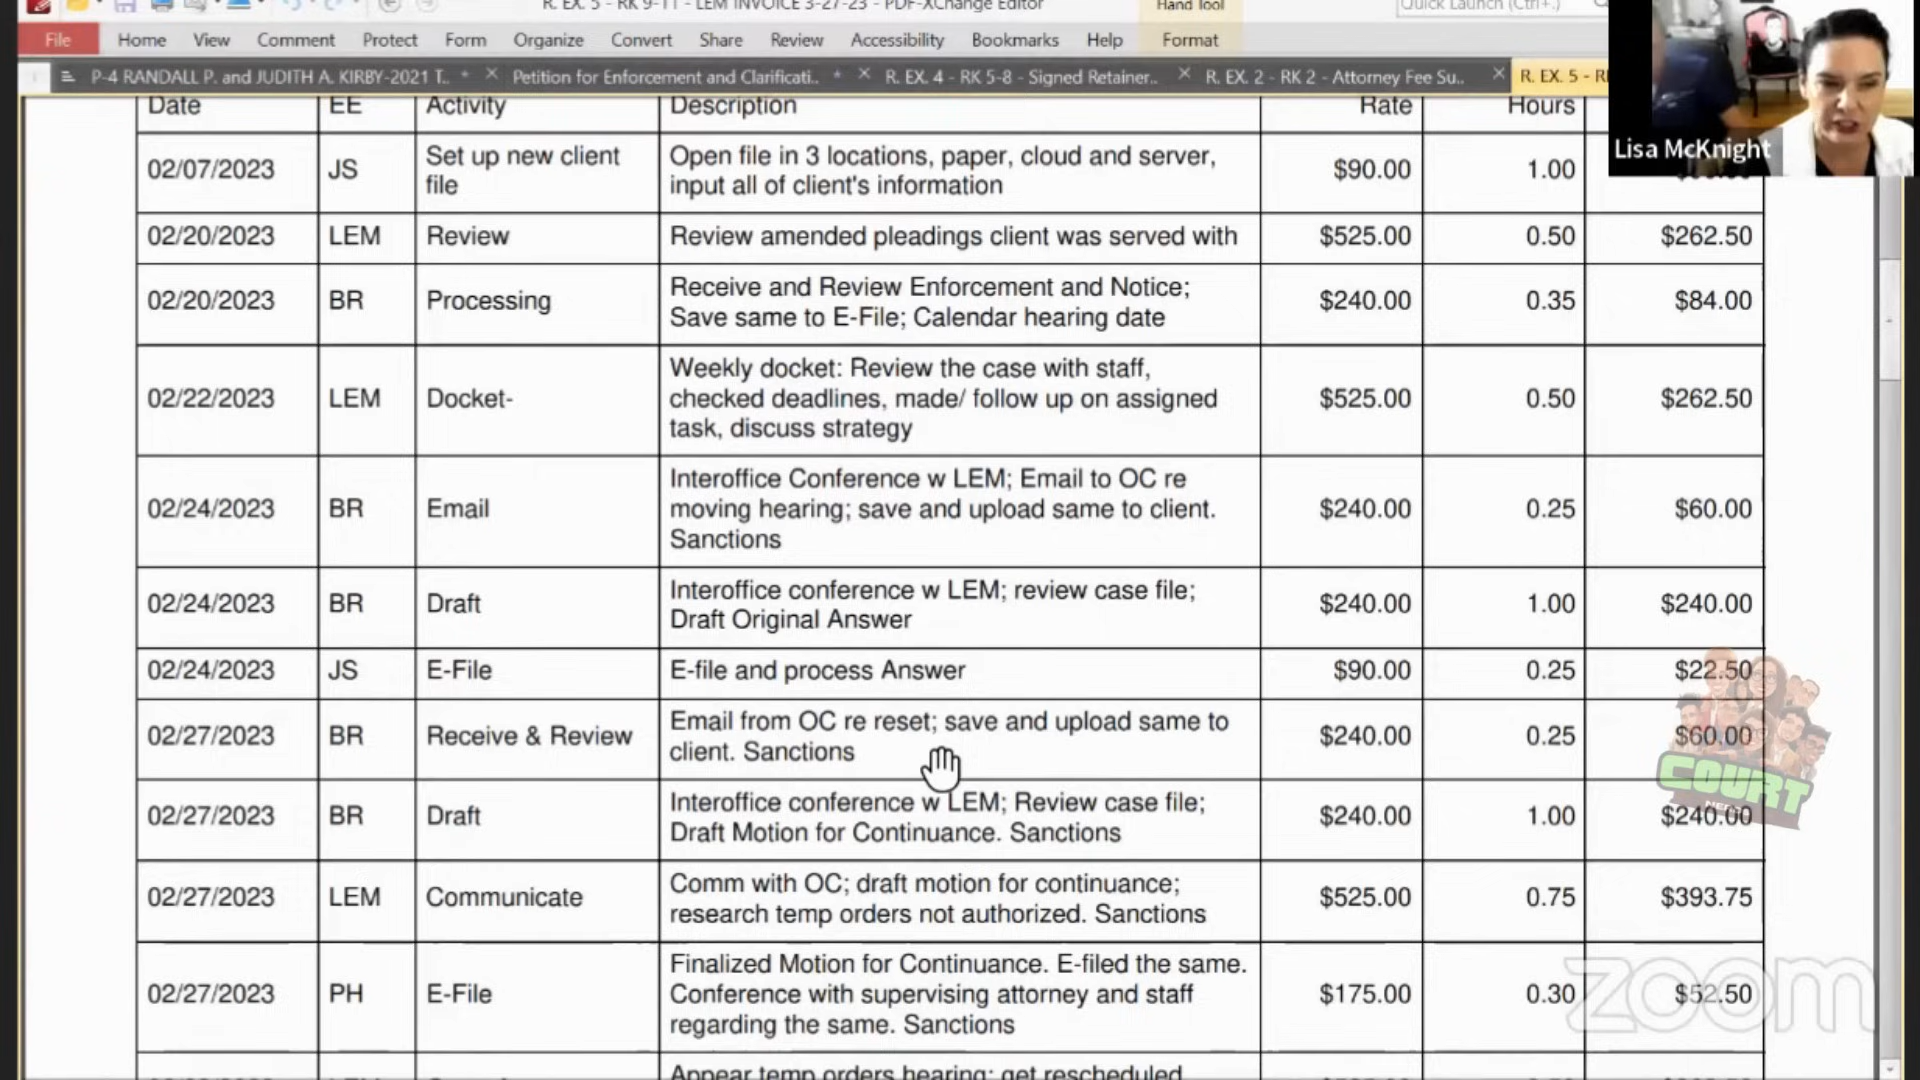 R. EX. 5 - RK 9-11 - LEM INVOICE 3-27-23 - PDF-XChange Editor
Hand Tool
Quick Launch (Ctrl+.)
File Home View Comment Protect Form Organize Convert Share Review Accessibility Bookmarks Help Format
P-4 RANDALL P. and JUDITH A. KIRBY-2021 T.. * Petition for Enforcement and Clarificati.. * R. EX. 4 - RK 5-8 - Signed Retainer.. R. EX. 2 - RK 2 - Attorney Fee Su.. R. EX. 5 -
Lisa McKnight
Date EE Activity Description Rate Hours
02/07/2023 JS Set up new client file Open file in 3 locations, paper, cloud and server, $90.00 1.00
input all of client's information
02/20/2023 LEM Review Review amended pleadings client was served with $525.00 0.50 $262.50
02/20/2023 BR Processing Receive and Review Enforcement and Notice; $240.00 0.35 $84.00
Save same to E-File; Calendar hearing date
02/22/2023 LEM Docket- Weekly docket: Review the case with staff, $525.00 0.50 $262.50
checked deadlines, made/ follow up on assigned
task, discuss strategy
02/24/2023 BR Email Interoffice Conference w LEM; Email to OC re $240.00 0.25 $60.00
moving hearing; save and upload same to client.
Sanctions
02/24/2023 BR Draft Interoffice conference w LEM; review case file; $240.00 1.00 $240.00
Draft Original Answer
02/24/2023 JS E-File E-file and process Answer $90.00 0.25 $22.50
02/27/2023 BR Receive & Review Email from OC re reset; save and upload same to $240.00 0.25 $60.00
client. Sanctions
02/27/2023 BR Draft Interoffice conference w LEM; Review case file; $240.00 1.00 $240.00
Draft Motion for Continuance. Sanctions
02/27/2023 LEM Communicate Comm with OC; draft motion for continuance; $525.00 0.75 $393.75
research temp orders not authorized. Sanctions
02/27/2023 PH E-File Finalized Motion for Continuance. E-filed the same. $175.00 0.30 $52.50
Conference with supervising attorney and staff
regarding the same. Sanctions
Appear temp orders hearing; get rescheduled
COURT
zoom